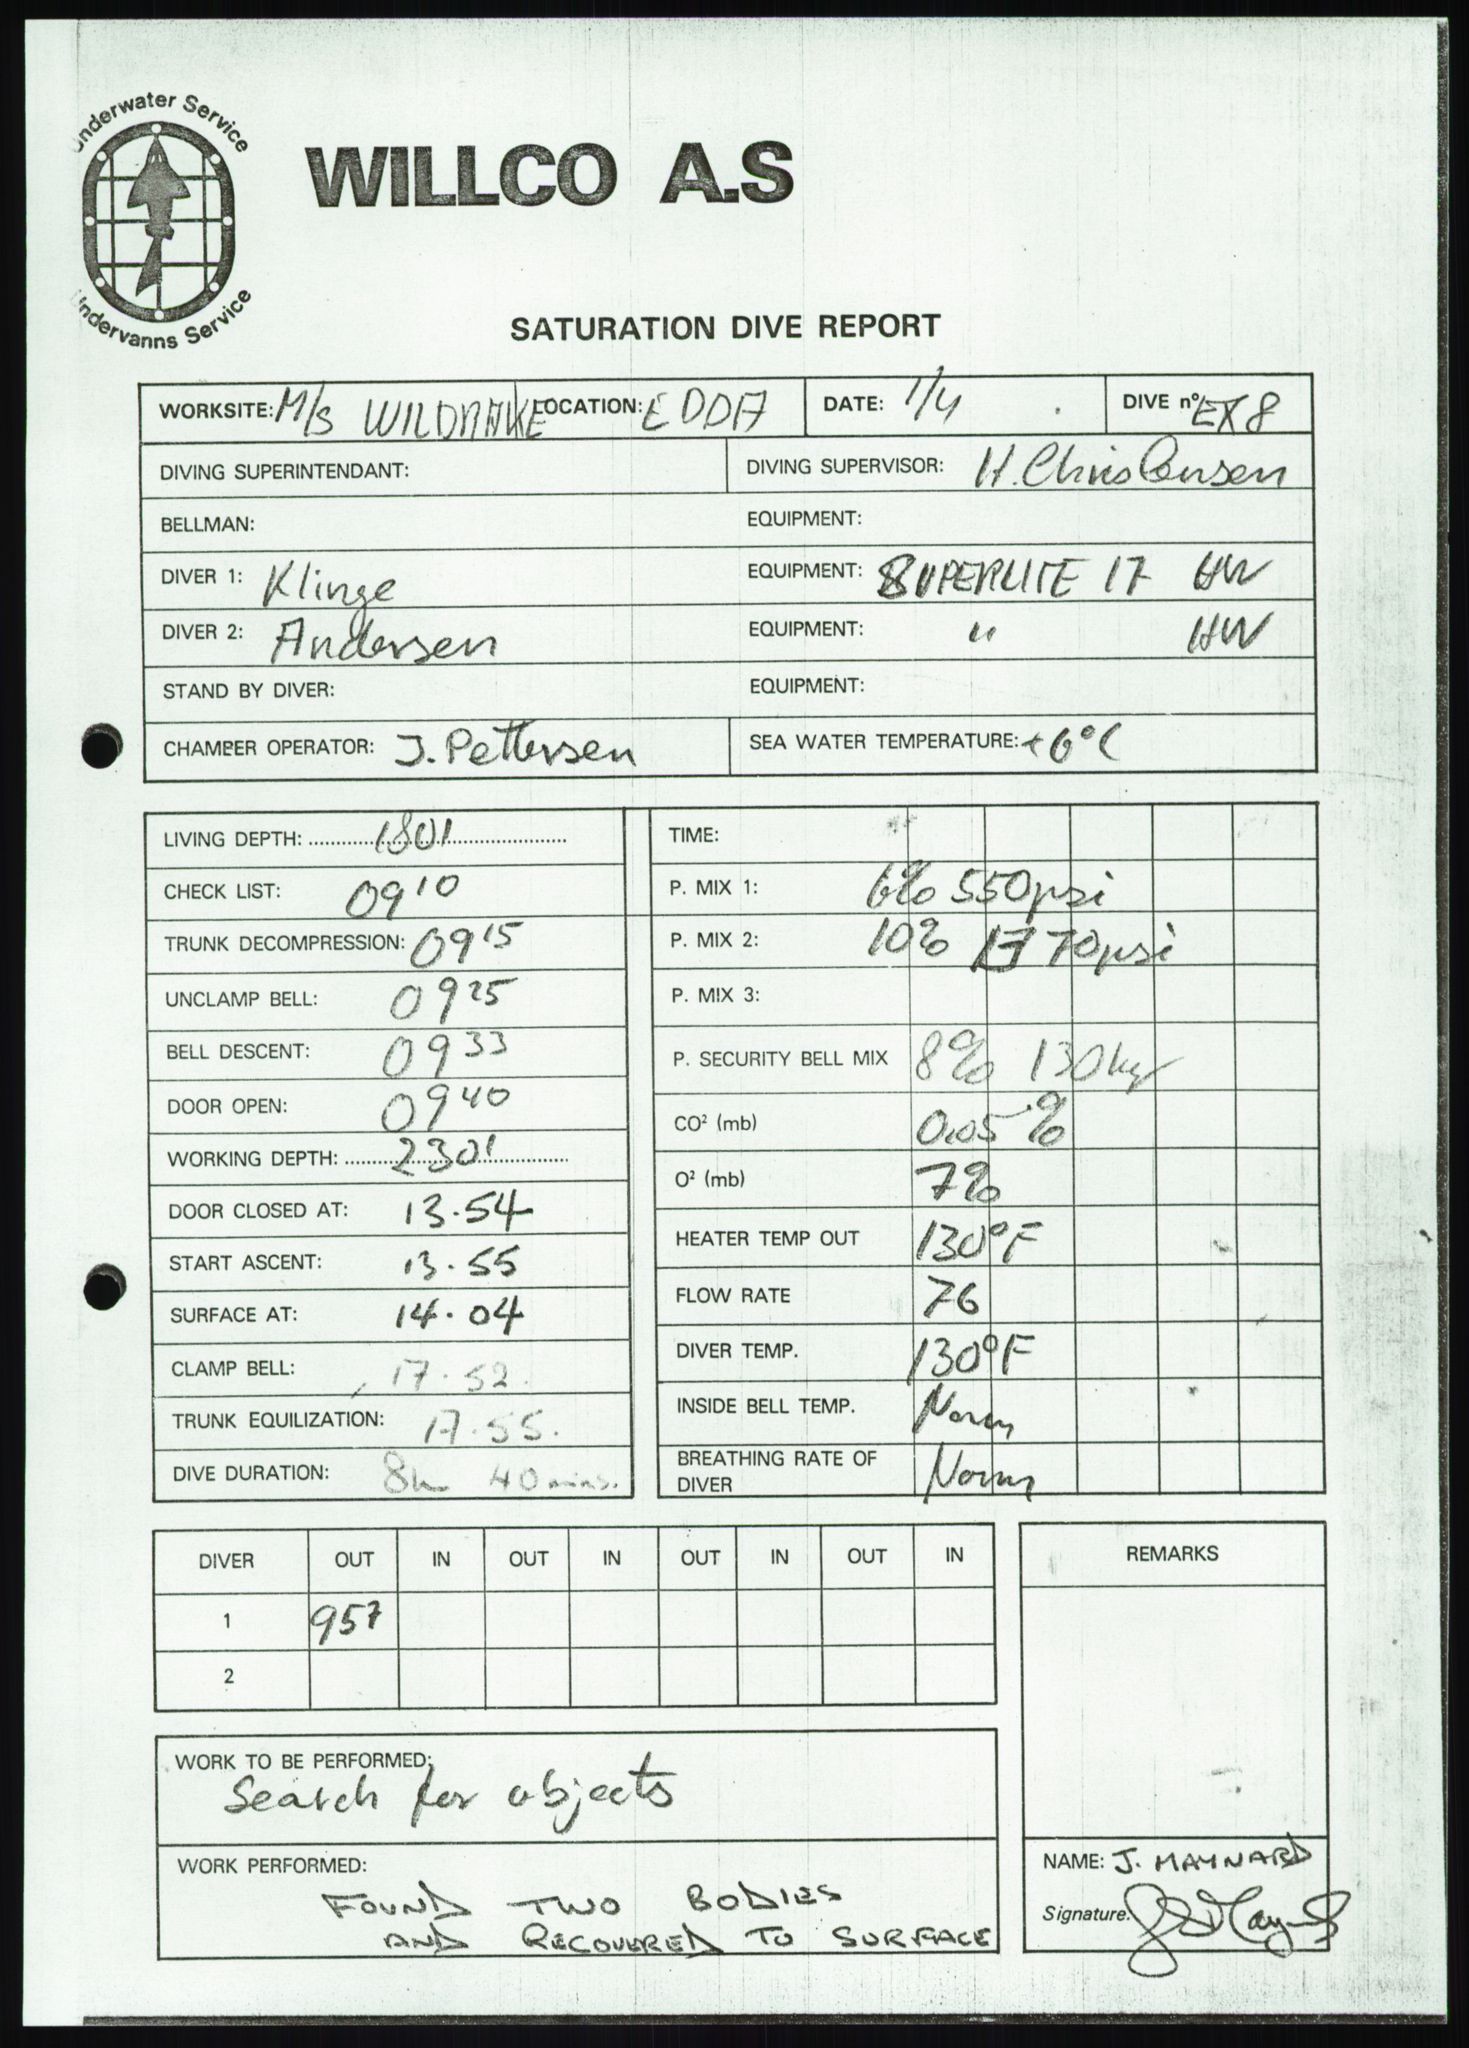 Underwater Service
WILLCO A.S
Undervanns Service
SATURATION DIVE REPORT
WORKSITE: M/S WILDRAKE LOCATION: EDDA DATE: 1/4 DIVE nº EX 8
DIVING SUPERINTENDANT: DIVING SUPERVISOR: H. Christensen
BELLMAN: EQUIPMENT:
DIVER 1: Klinge EQUIPMENT: SUPERLITE 17 HW
DIVER 2: Andersen EQUIPMENT: " HW
STAND BY DIVER: EQUIPMENT:
CHAMBER OPERATOR: J. Pettersen SEA WATER TEMPERATURE: +6°C
LIVING DEPTH: 180'
CHECK LIST: 0910
TRUNK DECOMPRESSION: 0915
UNCLAMP BELL: 0925
BELL DESCENT: 0933
DOOR OPEN: 0940
WORKING DEPTH: 230'
DOOR CLOSED AT: 13.54
START ASCENT: 13.55
SURFACE AT: 14.04
CLAMP BELL: 17.52.
TRUNK EQUILIZATION: 17.55.
DIVE DURATION: 8h 40 mins.
TIME:
P. MIX 1: 6% 550psi
P. MIX 2: 10% 1770psi
P. MIX 3:
P. SECURITY BELL MIX 8% 130kg
CO² (mb) 0.05%
O² (mb) 7%
HEATER TEMP OUT 130°F
FLOW RATE 76
DIVER TEMP. 130°F
INSIDE BELL TEMP. Norm
BREATHING RATE OF
DIVER Norm
DIVER OUT IN OUT IN OUT IN OUT IN
1 957
2
REMARKS
WORK TO BE PERFORMED:
Search for objects
WORK PERFORMED:
FOUND TWO BODIES
AND RECOVERED TO SURFACE
NAME: J. MAYNARD
Signature: J Maynard